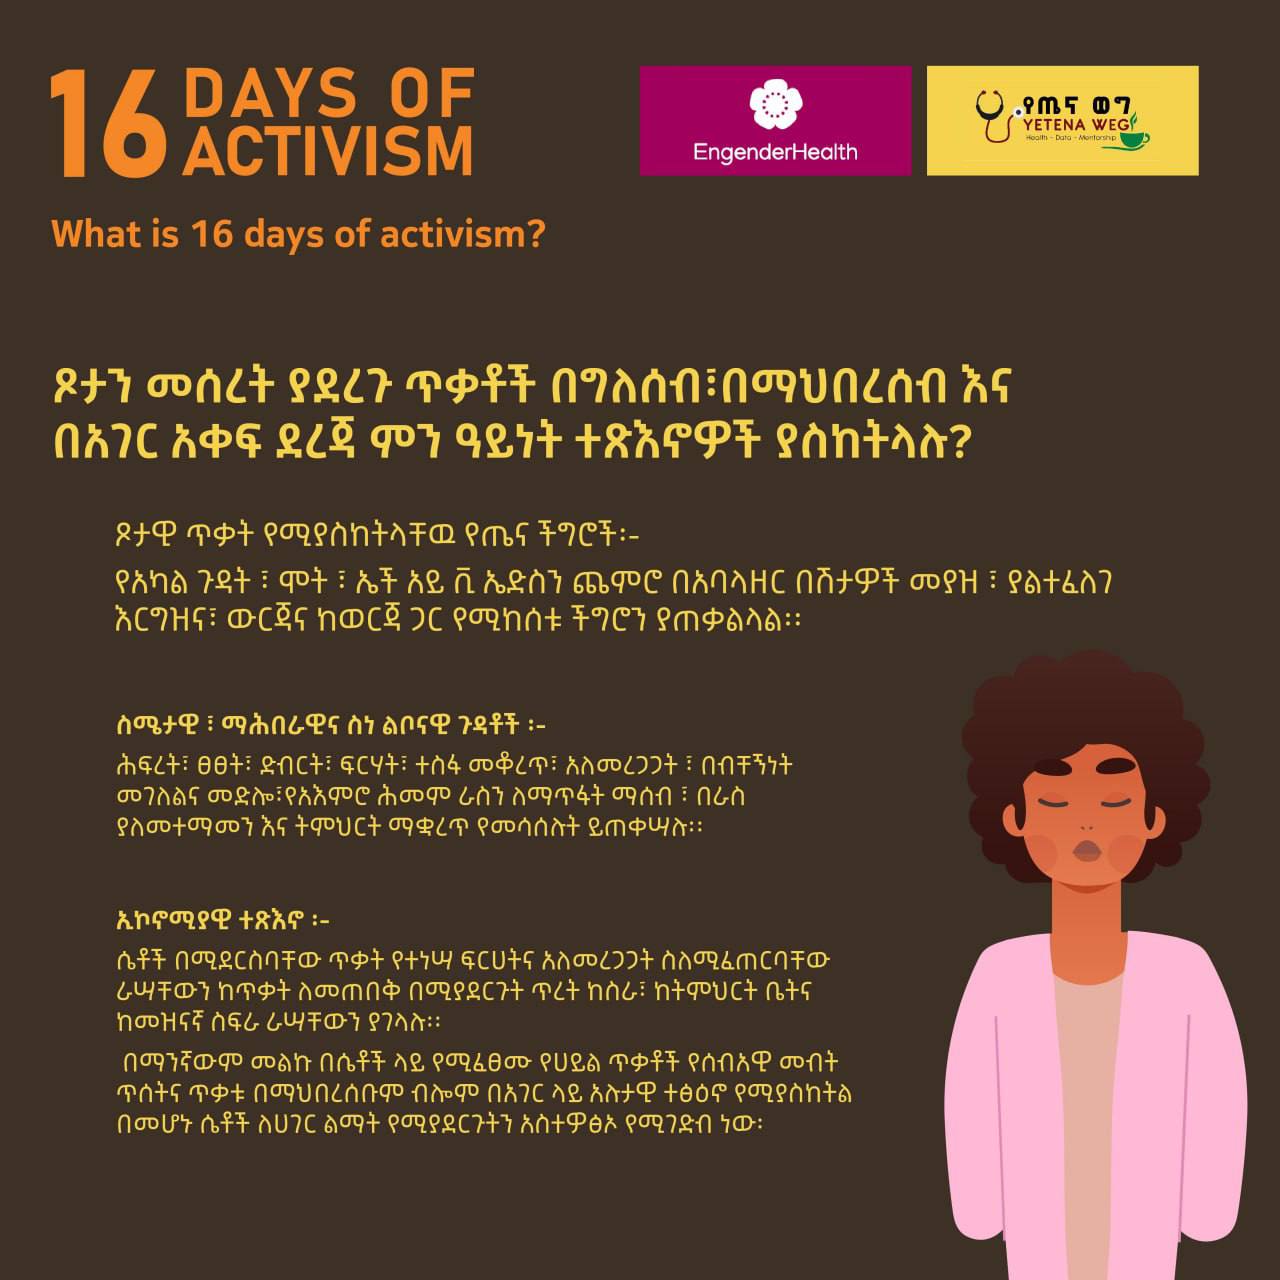 16 DAYS OF
ACTIVISM
EngenderHealth
የጤና ወግ
YETENA WEG
Health - Data - Mentorship
What is 16 days of activism?
ጾታን መሰረት ያደረጉ ጥቃቶች በግለሰብ፣በማህበረሰብ እና
በአገር አቀፍ ደረጃ ምን ዓይነት ተጽእኖዎች ያስከትላሉ?
ጾታዊ ጥቃት የሚያስከትላቸዉ የጤና ችግሮች፡-
የአካል ጉዳት ፣ ሞት ፣ ኤች አይ ቪ ኤድስን ጨምሮ በአባላዘር በሽታዎች መያዝ ፣ ያልተፈለገ
እርግዝና፣ ውርጃና ከወርጃ ጋር የሚከሰቱ ችግሮን ያጠቃልላል፡፡
ስሜታዊ ፣ ማሕበራዊና ስነ ልቦናዊ ጉዳቶች ፡-
ሕፍረት፣ ፀፀት፣ ድብርት፣ ፍርሃት፣ ተስፋ መቆረጥ፣ አለመረጋጋት ፣ በብቸኝነት
መገለልና መድሎ፣የአእምሮ ሕመም ራስን ለማጥፋት ማሰብ ፣ በራስ
ያለመተማመን እና ትምህርት ማቋረጥ የመሳሰሉት ይጠቀሣሉ፡፡
ኢኮኖሚያዊ ተጽእኖ ፡-
ሴቶች በሚደርስባቸው ጥቃት የተነሣ ፍርሀትና አለመረጋጋት ስለሚፈጠርባቸው
ራሣቸውን ከጥቃት ለመጠበቅ በሚያደርጉት ጥረት ከስራ፣ ከትምህርት ቤትና
ከመዝናኛ ስፍራ ራሣቸውን ያገላሉ፡፡
በማንኛውም መልኩ በሴቶች ላይ የሚፈፀሙ የሀይል ጥቃቶች የሰብአዊ መብት
ጥሰትና ጥቃቱ በማህበረሰቡም ብሎም በአገር ላይ አሉታዊ ተፅዕኖ የሚያስከትል
በመሆኑ ሴቶች ለሀገር ልማት የሚያደርጉትን አስተዎፅኦ የሚገድብ ነው፡